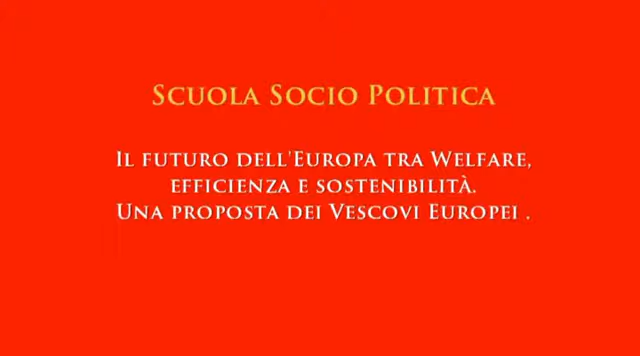 Scuola Socio Politica
Il futuro dell'Europa tra Welfare,
efficienza e sostenibilità.
Una proposta dei Vescovi Europei .